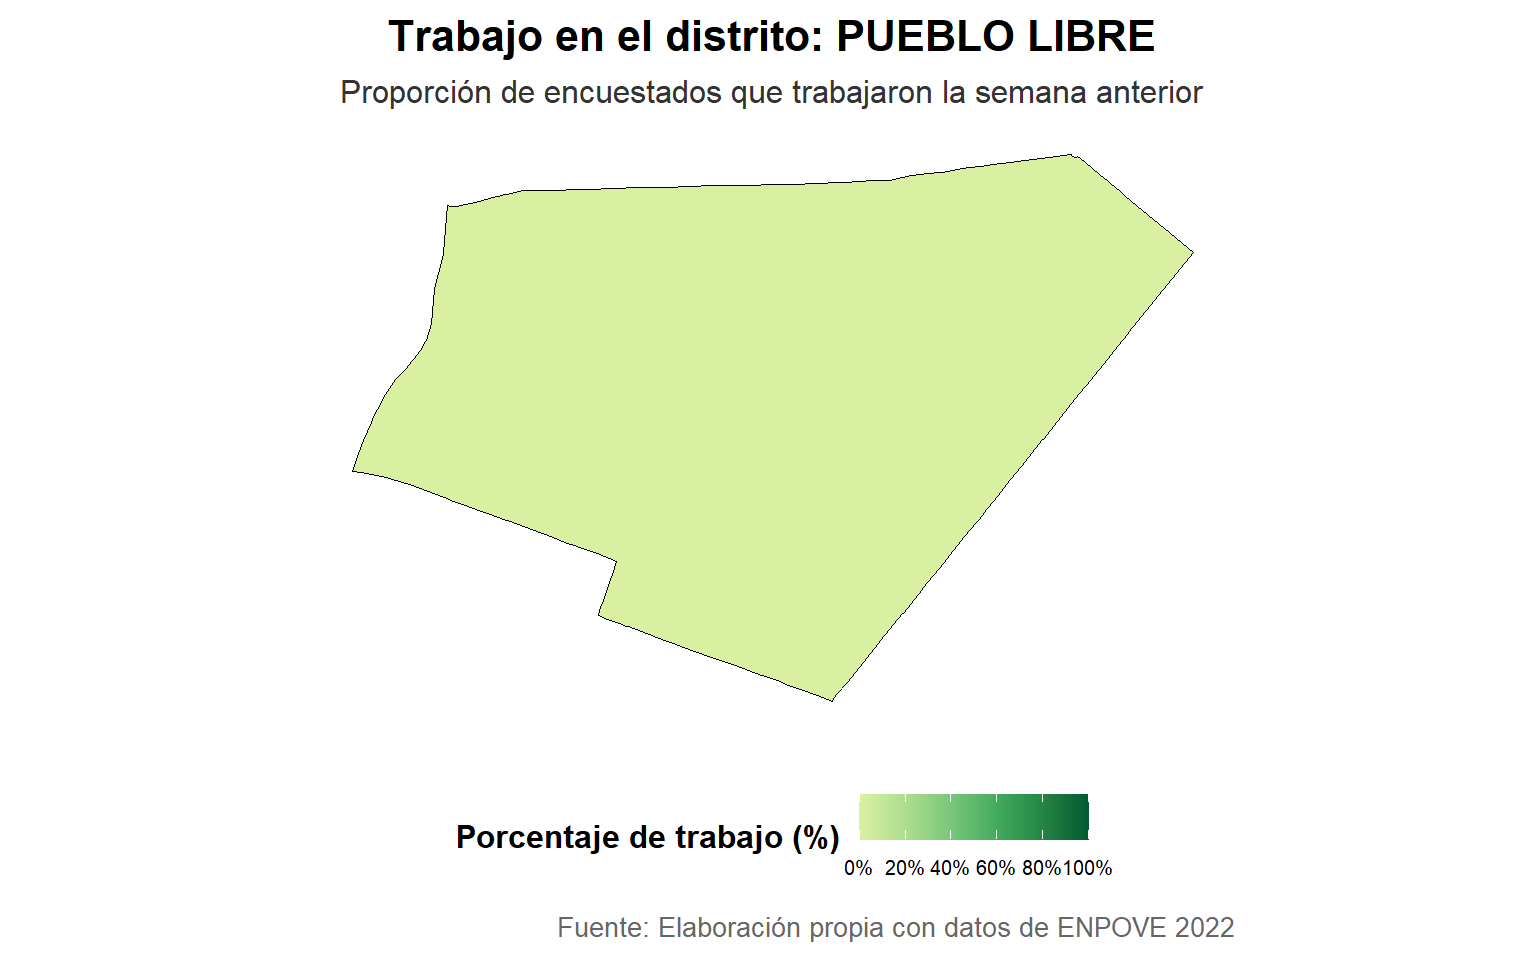 Trabajo en el distrito: PUEBLO LIBRE
Proporción de encuestados que trabajaron la semana anterior
Porcentaje de trabajo (%)
0% 20% 40% 60% 80% 100%
Fuente: Elaboración propia con datos de ENPOVE 2022